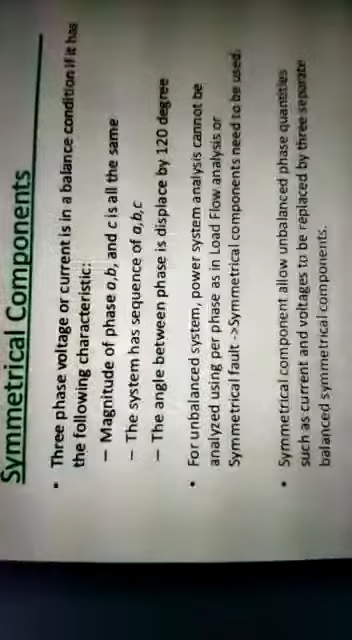 Symmetrical Components
• Three phase voltage or current is in a balance condition if it has
the following characteristic:
– Magnitude of phase a,b, and c is all the same
– The system has sequence of a,b,c
– The angle between phase is displace by 120 degree
• For unbalanced system, power system analysis cannot be
analyzed using per phase as in Load Flow analysis or
Symmetrical fault ->Symmetrical components need to be used.
• Symmetrical component allow unbalanced phase quantities
such as current and voltages to be replaced by three separate
balanced symmetrical components.